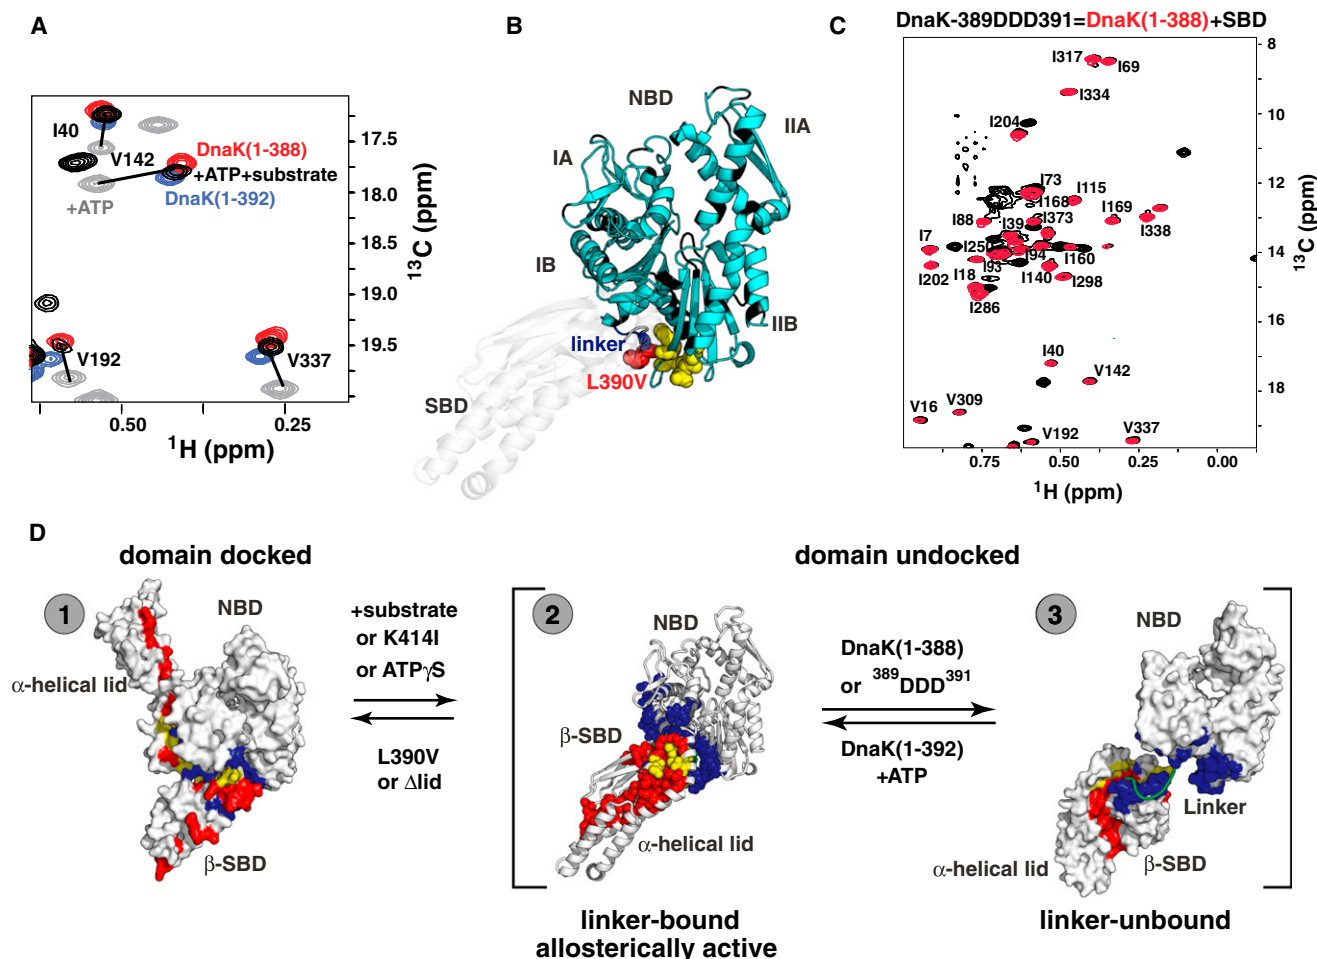 A
I40
V142
DnaK(1-388)
+ATP+substrate
DnaK(1-392)
+ATP
V192
V337
17.5
18.0
18.5
19.0
19.5
13C (ppm)
0.50
0.25
1H (ppm)
B
NBD
IIA
IA
IB
IIB
linker
L390V
SBD
C
DnaK-389DDD391=DnaK(1-388)+SBD
I317
I69
I334
I204
I73
I168
I115
I373
I169
I88
I39
I338
I7
I250
I94
I160
I202
I18
I93
I140
I298
I286
I40
V142
V16
V309
V192
V337
8
10
12
14
16
18
13C (ppm)
0.75
0.50
0.25
0.00
1H (ppm)
D
domain docked
domain undocked
1
NBD
α-helical lid
β-SBD
+substrate
or K414I
or ATPγS
L390V
or Δlid
2
NBD
β-SBD
α-helical lid
linker-bound
allosterically active
DnaK(1-388)
or 389DDD391
DnaK(1-392)
+ATP
3
NBD
Linker
β-SBD
α-helical lid
linker-unbound